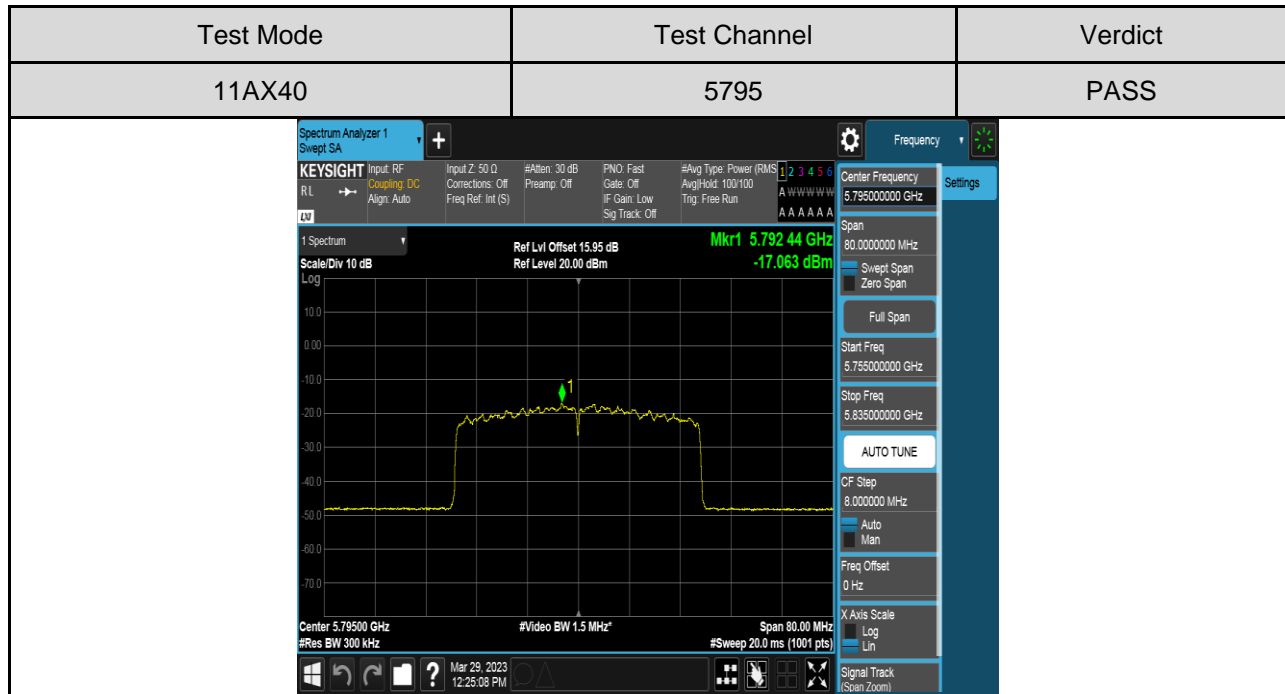 Test Mode Test Channel Verdict
11AX40 5795 PASS
Spectrum Analyzer 1
Swept SA
+
Frequency
KEYSIGHT
RL
LXI
Input: RF
Coupling: DC
Align: Auto
Input Z: 50 Ω
Corrections: Off
Freq Ref: Int (S)
#Atten: 30 dB
Preamp: Off
PNO: Fast
Gate: Off
IF Gain: Low
Sig Track: Off
#Avg Type: Power (RMS
Avg|Hold: 100/100
Trig: Free Run
1 2 3 4 5 6
A W W W W W
A A A A A A
Center Frequency
5.795000000 GHz
Settings
Span
80.0000000 MHz
Swept Span
Zero Span
Full Span
Start Freq
5.755000000 GHz
Stop Freq
5.835000000 GHz
AUTO TUNE
CF Step
8.000000 MHz
Auto
Man
Freq Offset
0 Hz
X Axis Scale
Log
Lin
Signal Track
(Span Zoom)
1 Spectrum
Scale/Div 10 dB
Log
Ref Lvl Offset 15.95 dB
Ref Level 20.00 dBm
Mkr1 5.792 44 GHz
-17.063 dBm
10.0
0.00
-10.0
1
-20.0
-30.0
-40.0
-50.0
-60.0
-70.0
Center 5.79500 GHz
#Res BW 300 kHz
#Video BW 1.5 MHz*
Span 80.00 MHz
#Sweep 20.0 ms (1001 pts)
?
Mar 29, 2023
12:25:08 PM